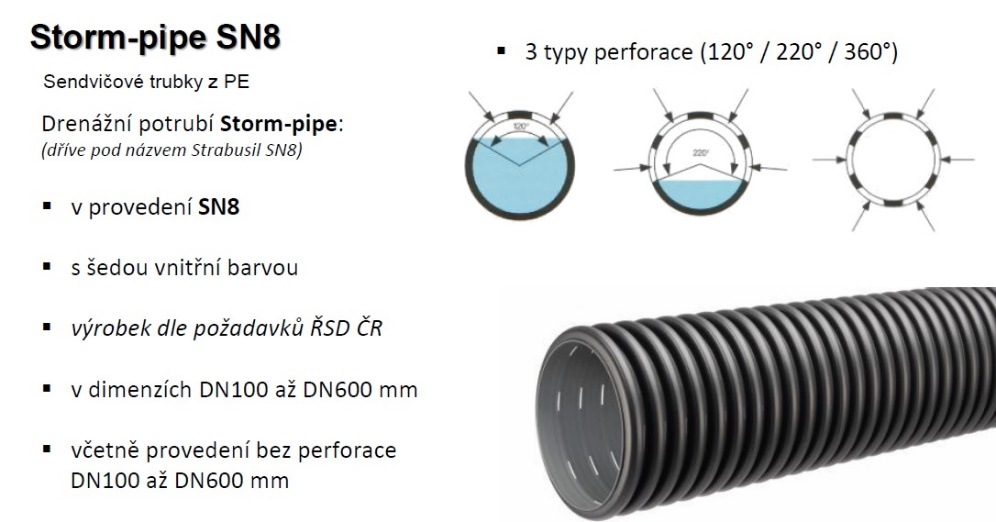 Storm-pipe SN8
Sendvičové trubky z PE
Drenážní potrubí Storm-pipe:
(dříve pod názvem Strabusil SN8)
▪ v provedení SN8
▪ s šedou vnitřní barvou
▪ výrobek dle požadavků ŘSD ČR
▪ v dimenzích DN100 až DN600 mm
▪ včetně provedení bez perforace
DN100 až DN600 mm
▪ 3 typy perforace (120° / 220° / 360°)
120°
220°